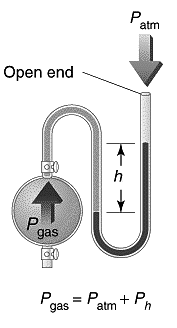 Patm
Open end
h
Pgas
Pgas = Patm + Ph